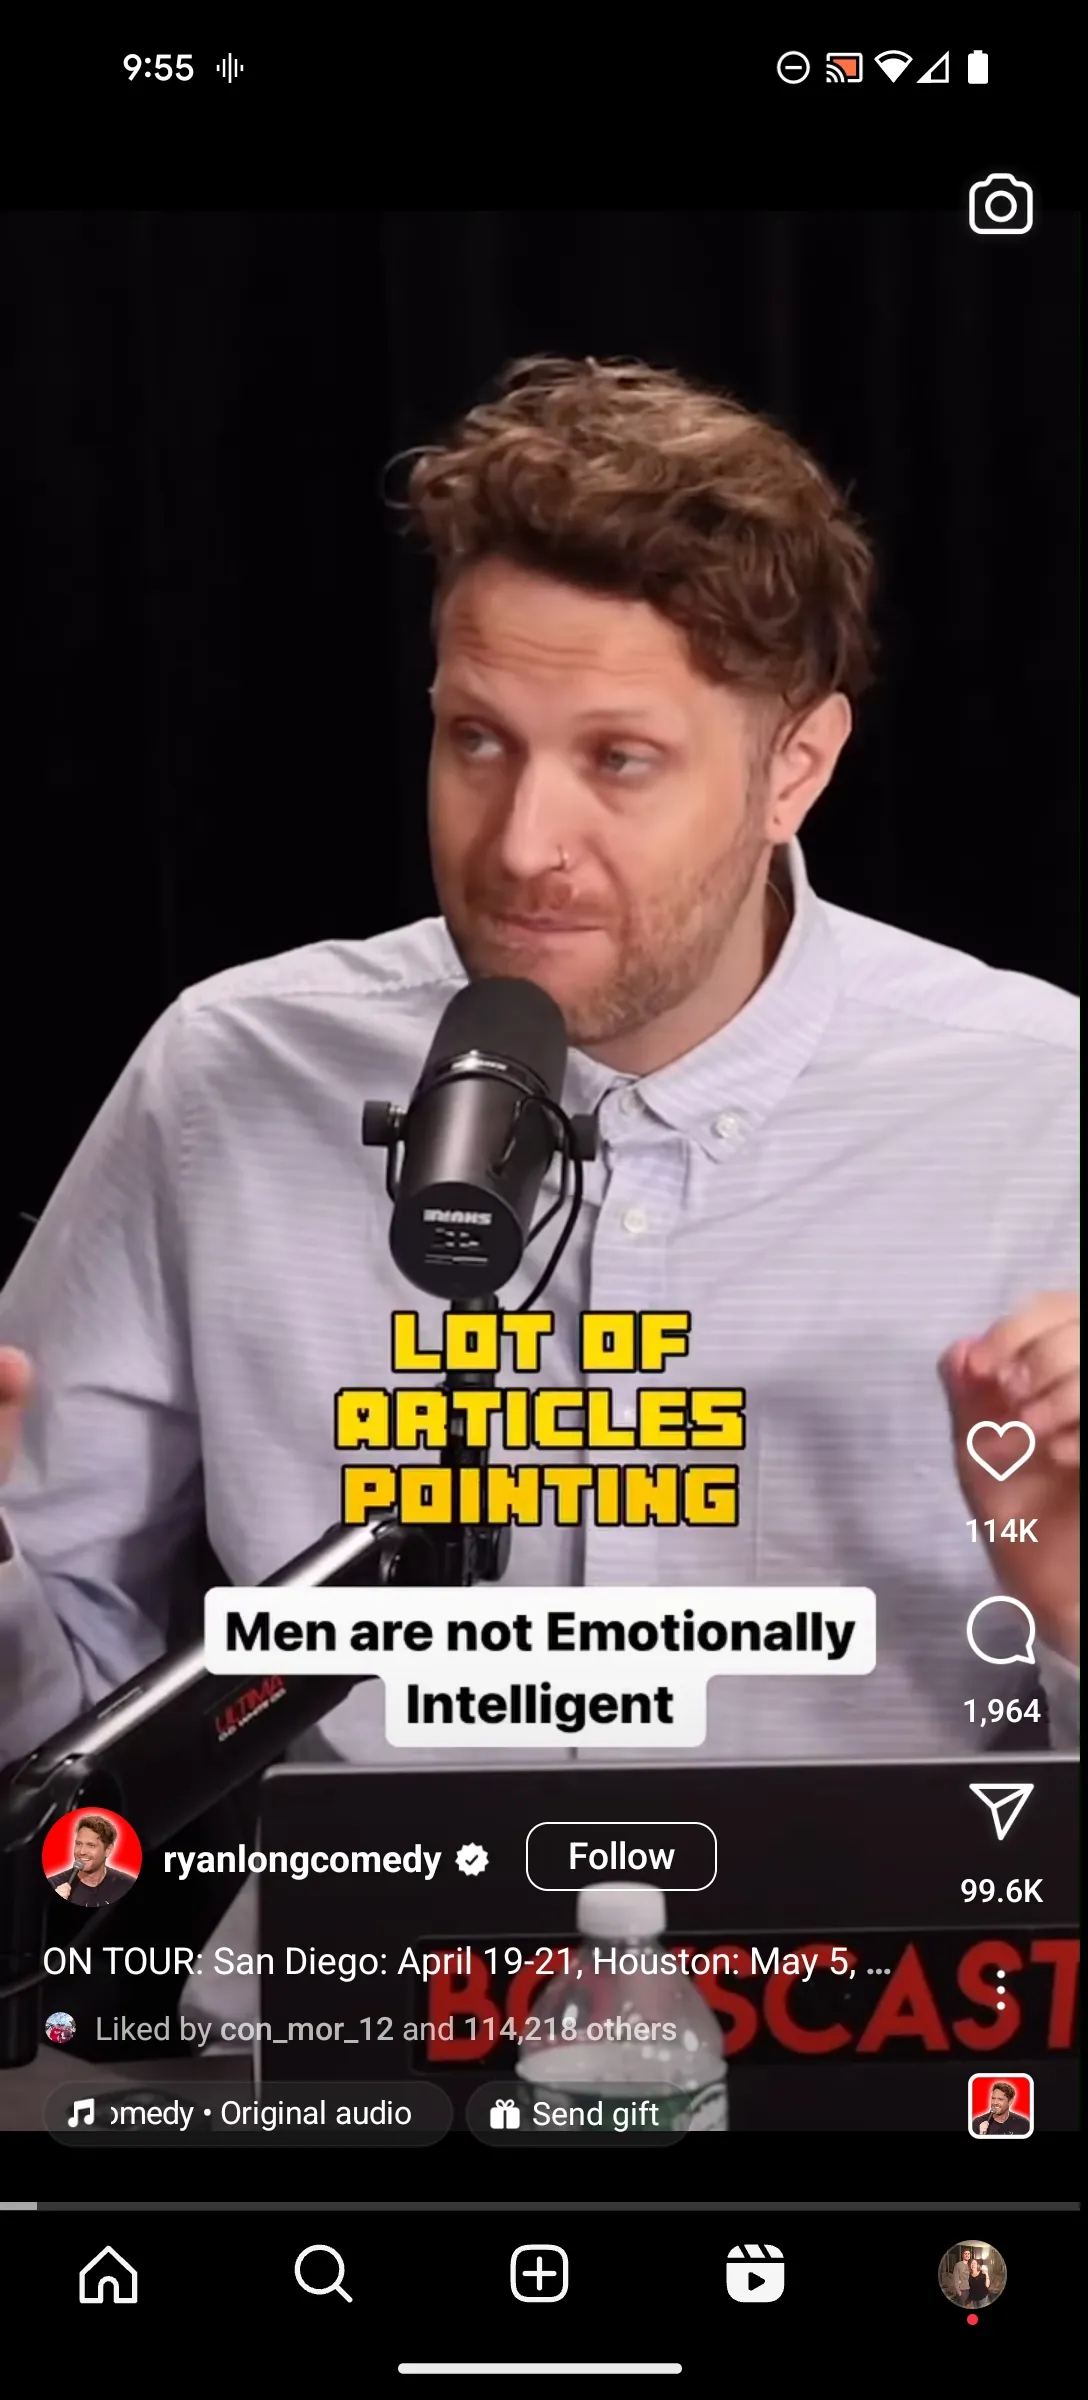 9:55
SHURE
LOT OF
ARTICLES
POINTING
114K
Men are not Emotionally
Intelligent
ULTIMA
1,964
ryanlongcomedy
Follow
99.6K
ON TOUR: San Diego: April 19-21, Houston: May 5, ...
Liked by con_mor_12 and 114,218 others
omedy • Original audio
Send gift